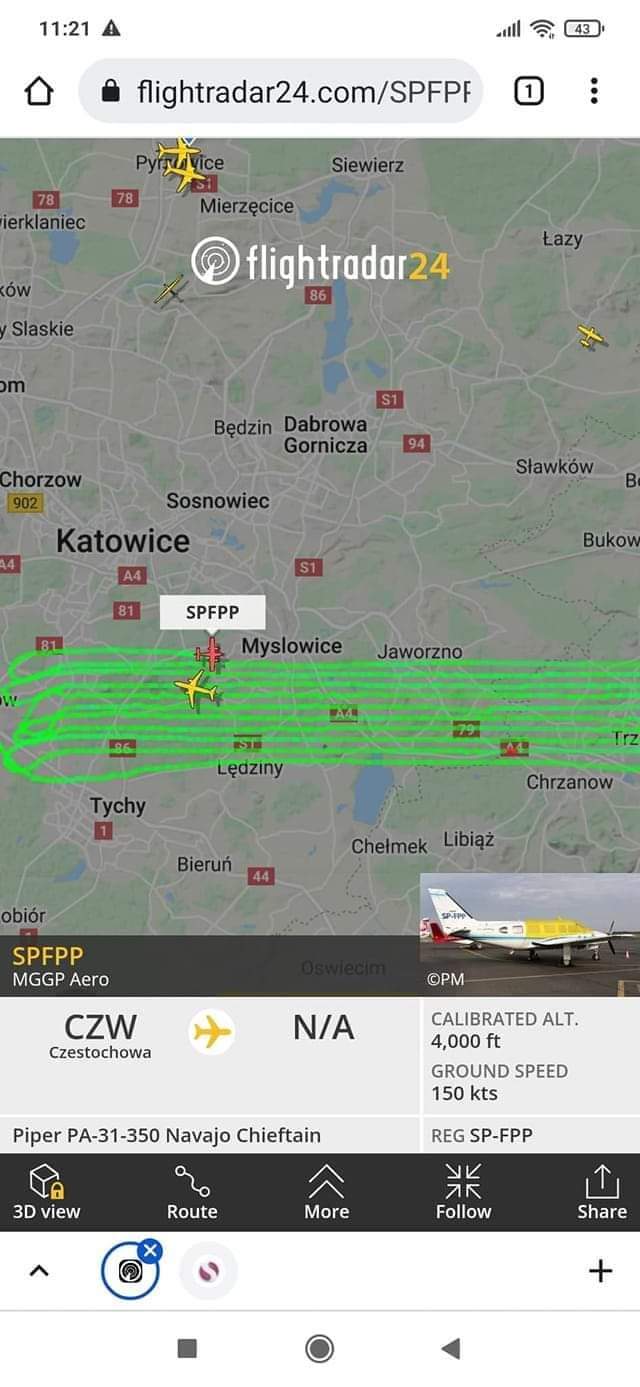 11:21
43
flightradar24.com/SPFPF
1
Pyrzowice
Siewierz
S1
78
78
Mierzęcice
ierklaniec
Łazy
flightradar24
ków
86
y Slaskie
om
S1
Będzin
Dabrowa
Gornicza
94
Chorzow
Sławków
902
Sosnowiec
Katowice
Bukow
A4
A4
S1
81
SPFPP
81
Myslowice
Jaworzno
w
A4
79
86
S1
A4
Trz
Lędziny
Chrzanow
Tychy
1
Chełmek
Libiąż
Bieruń
44
obiór
SPFPP
MGGP Aero
Oswiecim
SP-FPP
©PM
CZW
Czestochowa
N/A
CALIBRATED ALT.
4,000 ft
GROUND SPEED
150 kts
Piper PA-31-350 Navajo Chieftain
REG SP-FPP
3D view
Route
More
Follow
Share